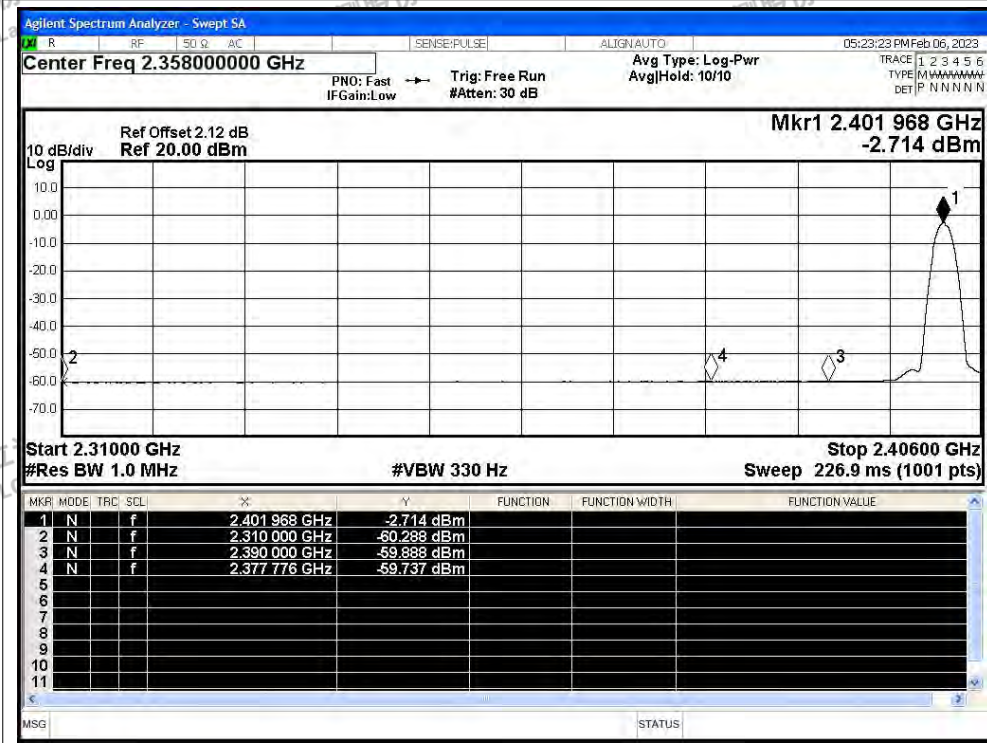 Agilent Spectrum Analyzer - Swept SA
LXI R RF 50 Ω AC SENSE:PULSE ALIGN AUTO 05:23:23 PM Feb 06, 2023
Center Freq 2.358000000 GHz Avg Type: Log-Pwr TRACE 1 2 3 4 5 6
PNO: Fast Trig: Free Run Avg|Hold: 10/10 TYPE M WWWWW
IFGain:Low #Atten: 30 dB DET P N N N N N
Mkr1 2.401 968 GHz
Ref Offset 2.12 dB
10 dB/div Ref 20.00 dBm -2.714 dBm
Log
10.0
1
0.00
-10.0
-20.0
-30.0
-40.0
-50.0
2 4 3
-60.0
-70.0
Start 2.31000 GHz Stop 2.40600 GHz
#Res BW 1.0 MHz #VBW 330 Hz Sweep 226.9 ms (1001 pts)
MKR MODE TRC SCL X Y FUNCTION FUNCTION WIDTH FUNCTION VALUE
1 N f 2.401 968 GHz -2.714 dBm
2 N f 2.310 000 GHz -60.288 dBm
3 N f 2.390 000 GHz -59.888 dBm
4 N f 2.377 776 GHz -59.737 dBm
5
6
7
8
9
10
11
MSG STATUS